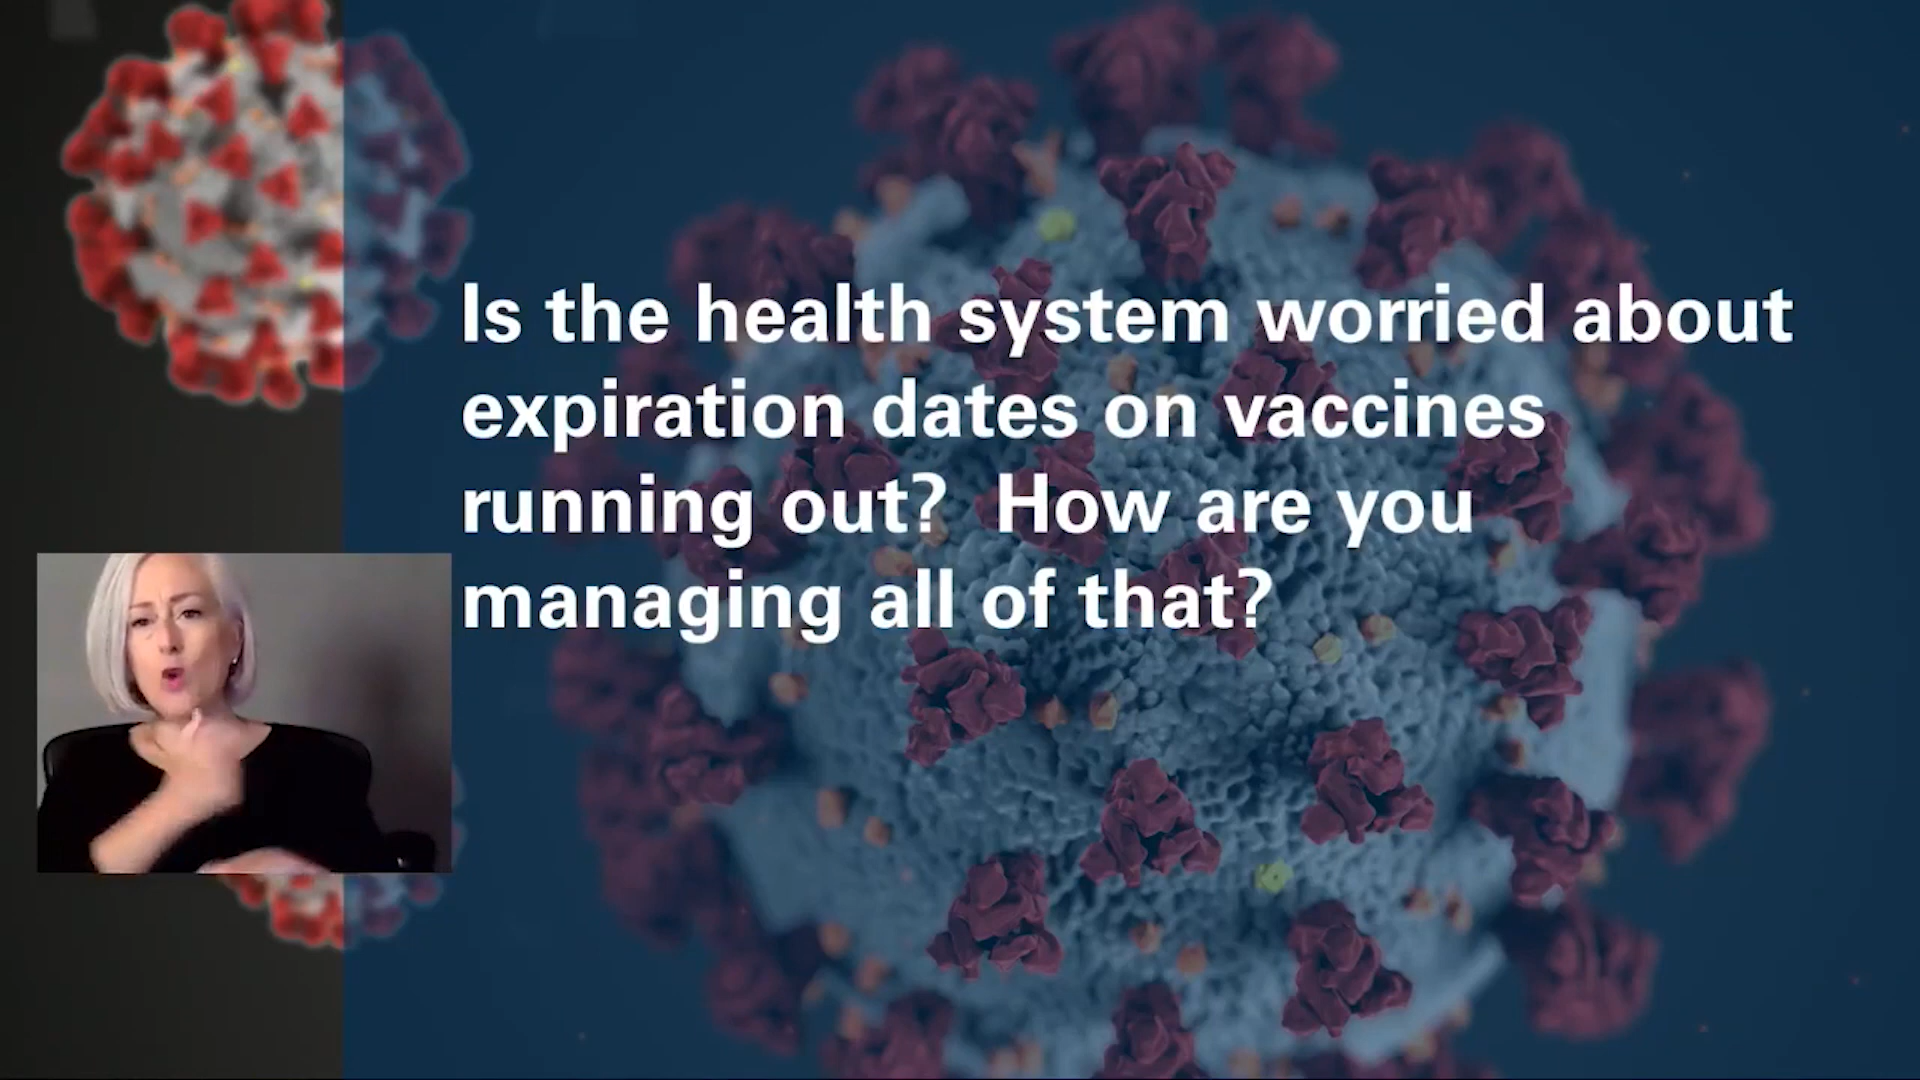 Is the health system worried about
expiration dates on vaccines
running out?  How are you
managing all of that?